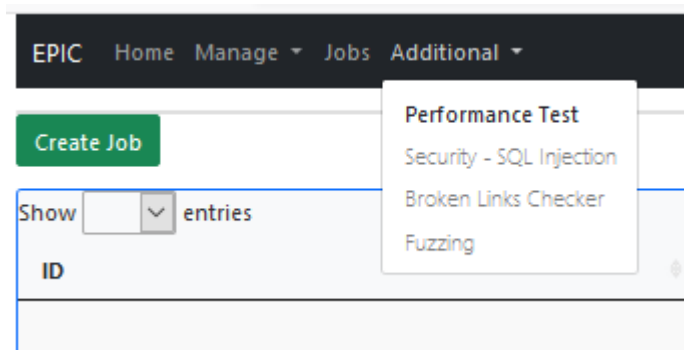 EPIC Home Manage Jobs Additional
Performance Test
Security - SQL Injection
Broken Links Checker
Fuzzing
Create Job
Show entries
ID